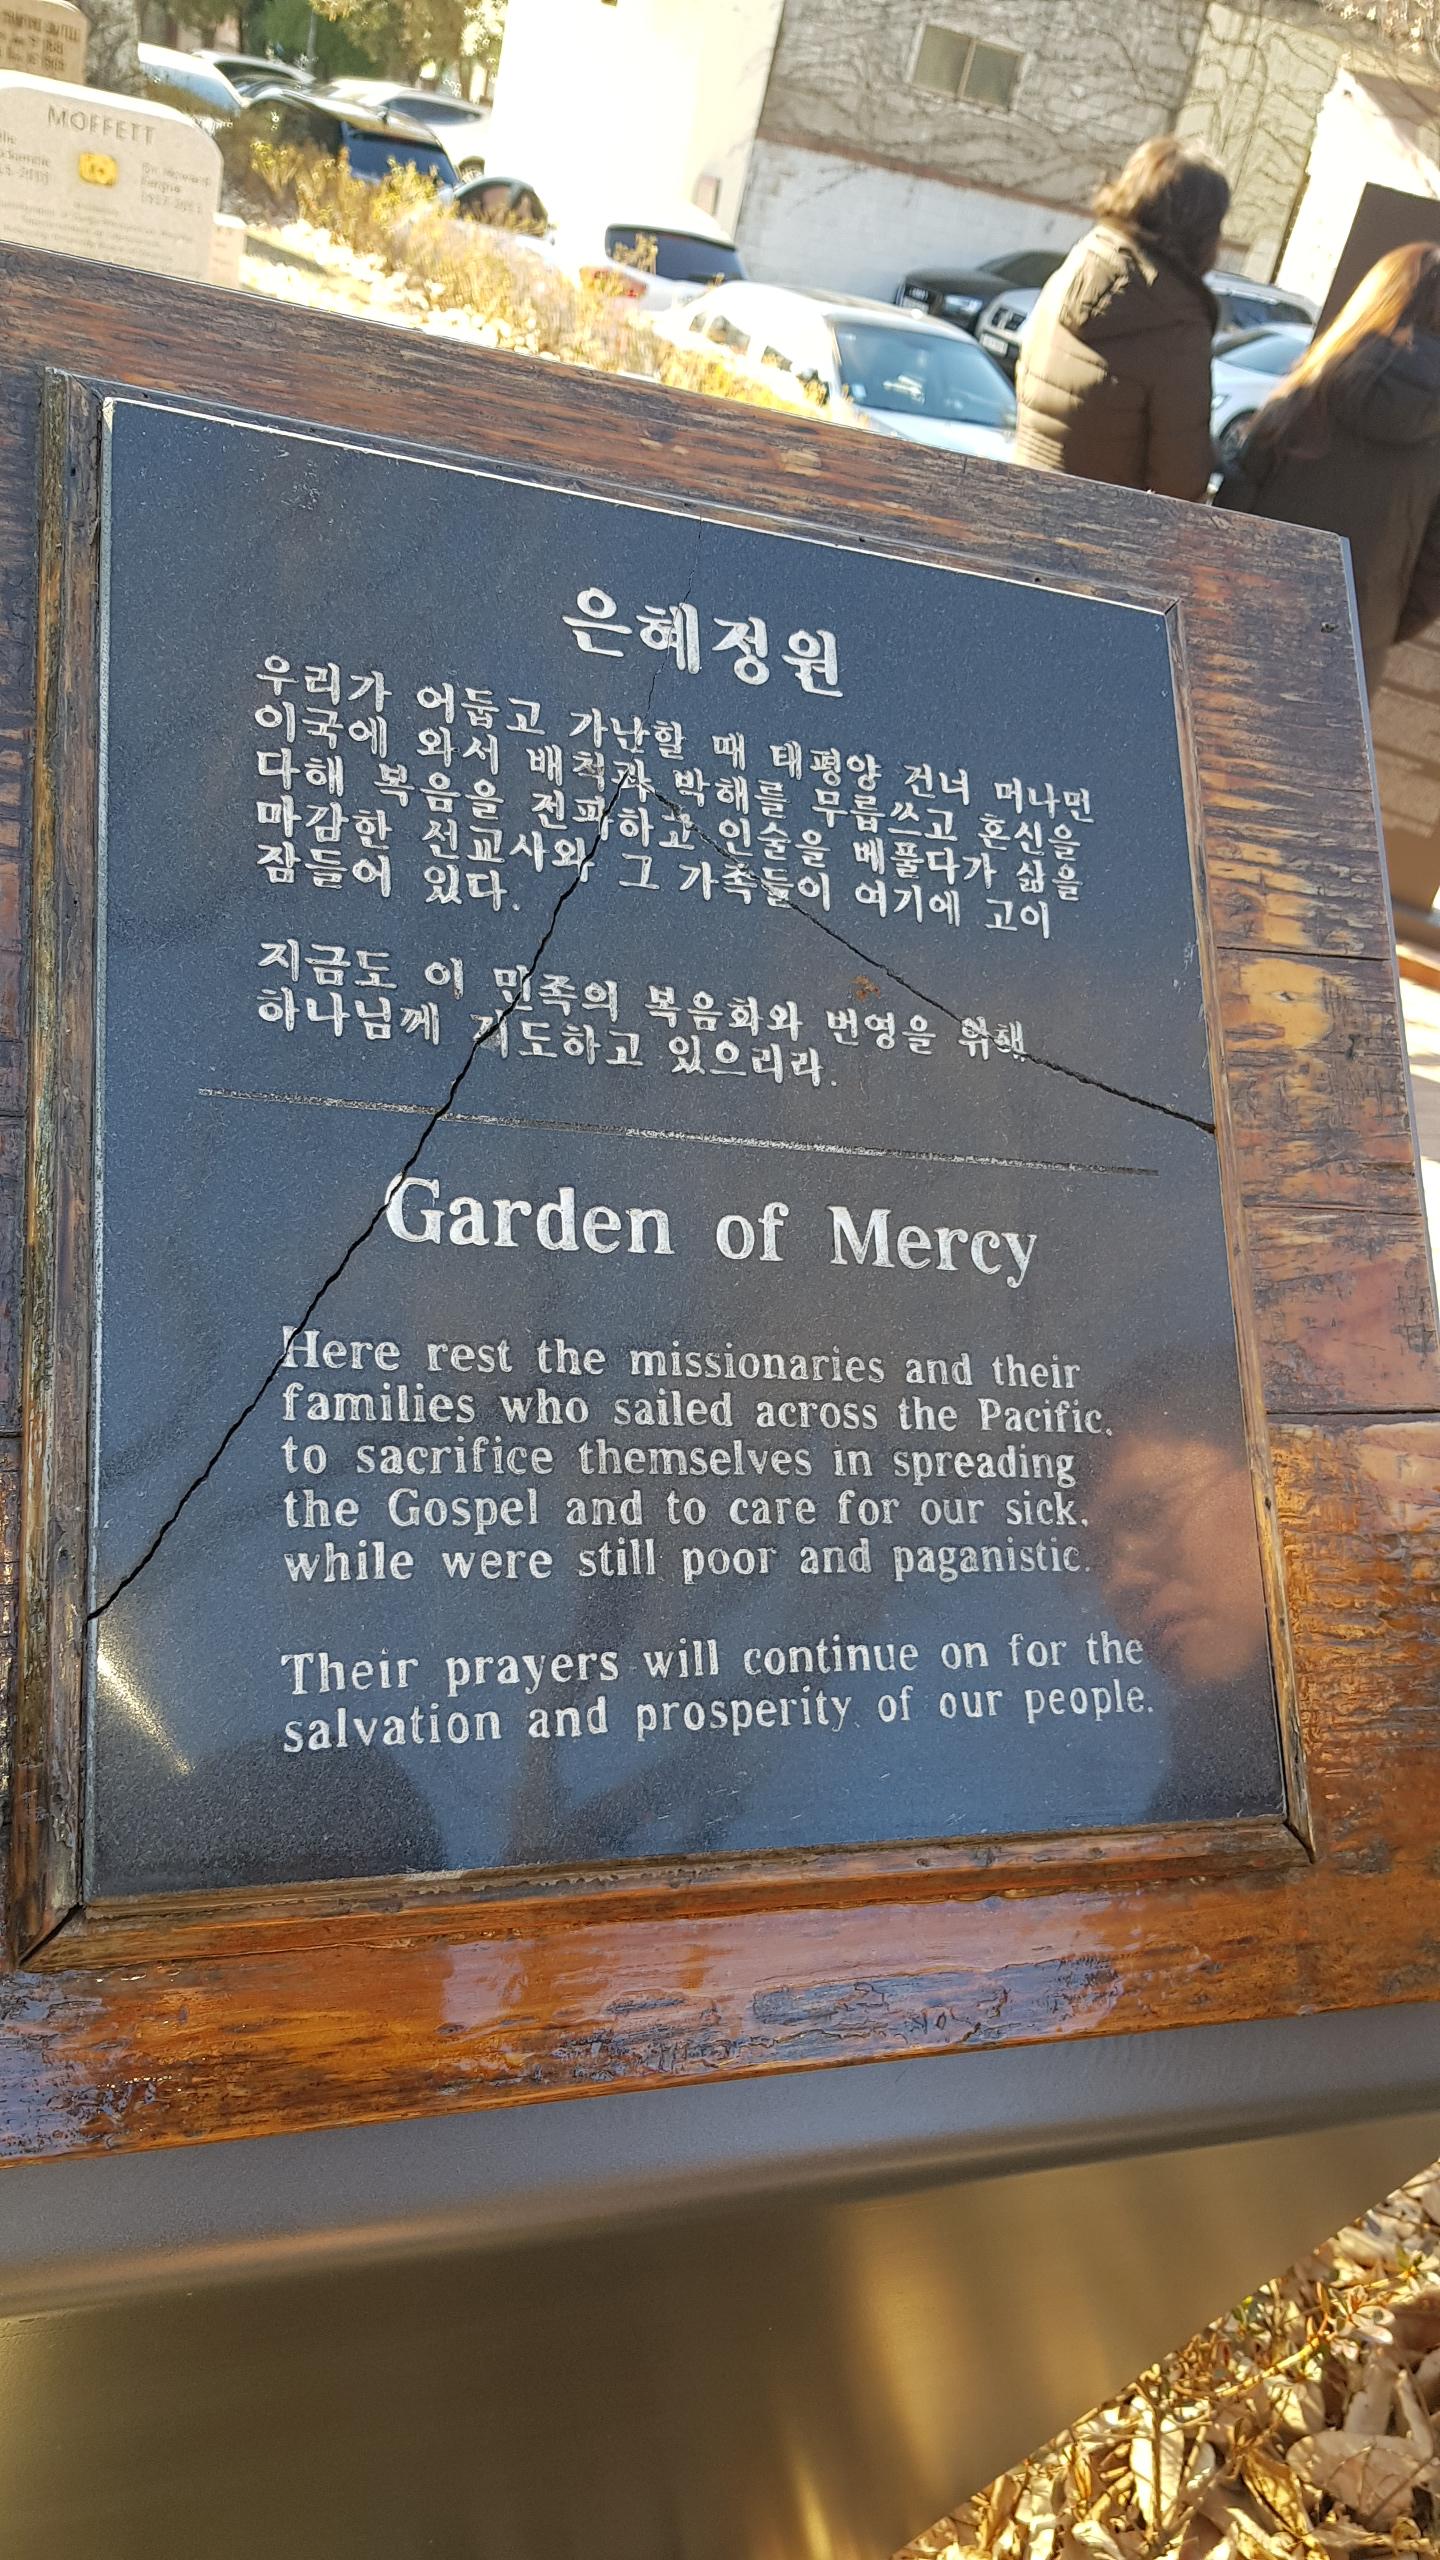 MOFFETT
은혜정원
우리가 어둡고 가난할 때 태평양 건너 머나먼
이국에 와서 배척과 박해를 무릅쓰고 혼신을
다해 복음을 전파하고 인술을 베풀다가 삶을
마감한 선교사와 그 가족들이 여기에 고이
잠들어 있다.
지금도 이 민족의 복음화와 번영을 위해
하나님께 기도하고 있으리라.
Garden of Mercy
Here rest the missionaries and their
families who sailed across the Pacific,
to sacrifice themselves in spreading
the Gospel and to care for our sick,
while were still poor and paganistic.
Their prayers will continue on for the
salvation and prosperity of our people.